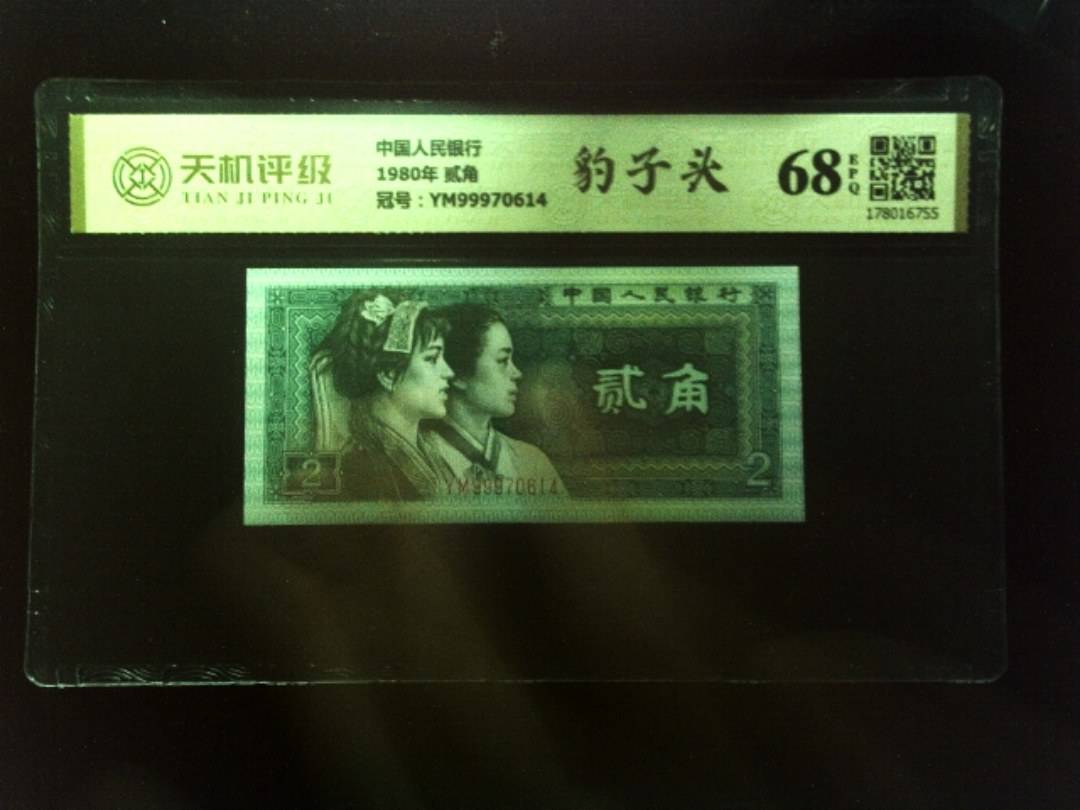 天机评级
TIAN JI PING JI
中国人民银行
1980年 贰角
冠号：YM99970614
豹子头
68
EPQ
178016755
中国人民银行
贰角
2
2
YM99970614